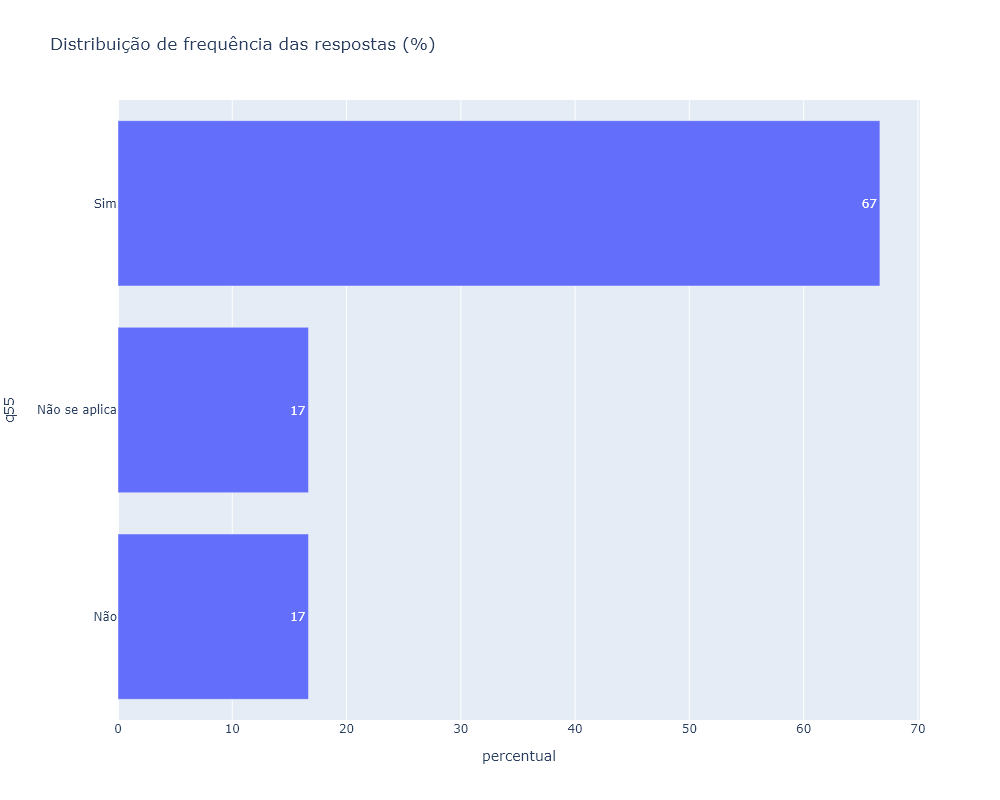 Distribuição de frequência das respostas (%)
q55
Sim
67
Não se aplica
17
Não
17
0 10 20 30 40 50 60 70
percentual